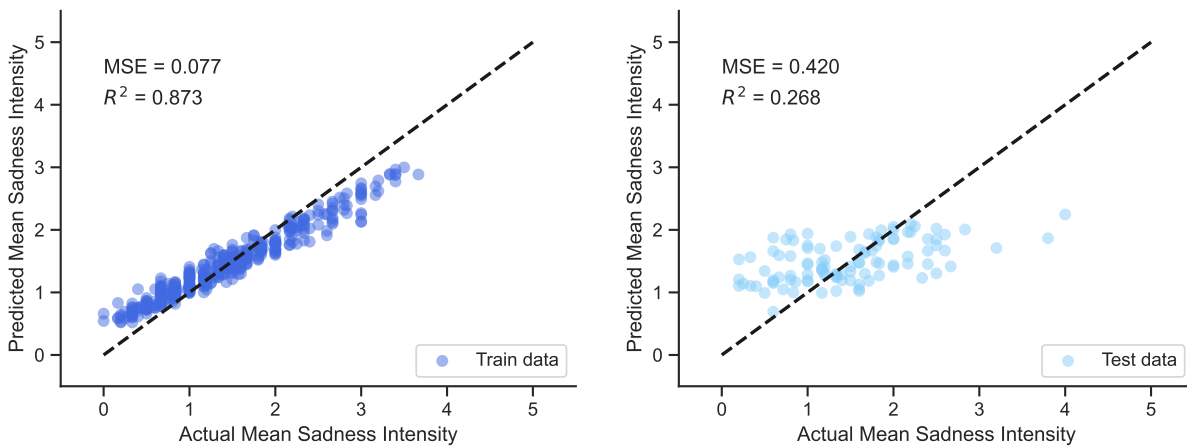 MSE = 0.077
R² = 0.873
5
4
3
2
1
0
Predicted Mean Sadness Intensity
Train data
0 1 2 3 4 5
Actual Mean Sadness Intensity
MSE = 0.420
R² = 0.268
5
4
3
2
1
0
Predicted Mean Sadness Intensity
Test data
0 1 2 3 4 5
Actual Mean Sadness Intensity